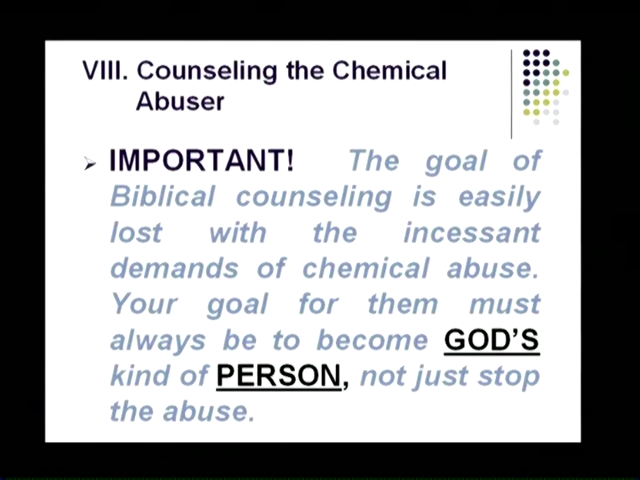 VIII. Counseling the Chemical
Abuser
IMPORTANT! The goal of
Biblical counseling is easily
lost with the incessant
demands of chemical abuse.
Your goal for them must
always be to become GOD'S
kind of PERSON, not just stop
the abuse.